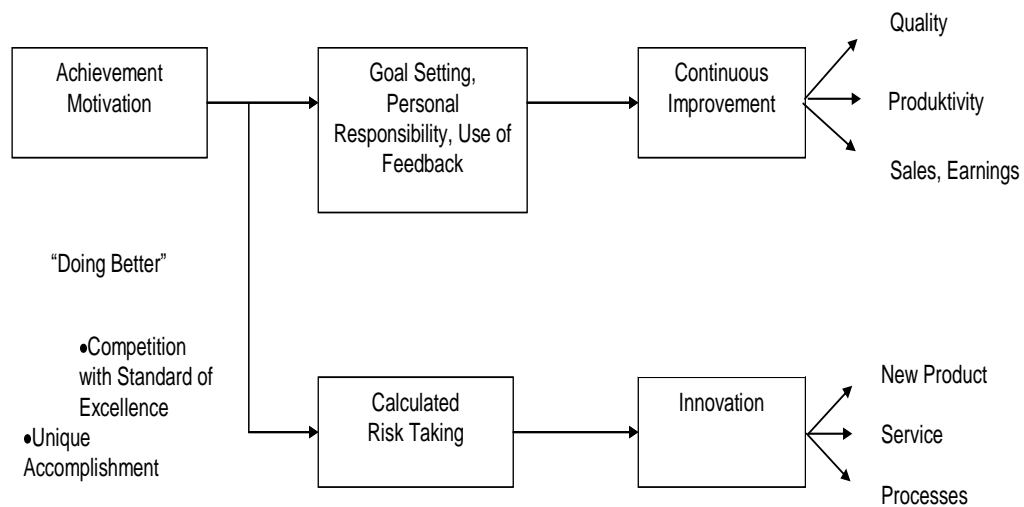 Achievement
Motivation
Goal Setting,
Personal
Responsibility, Use of
Feedback
Continuous
Improvement
Quality
Produktivity
Sales, Earnings
“Doing Better”
•Competition
with Standard of
Excellence
•Unique
Accomplishment
Calculated
Risk Taking
Innovation
New Product
Service
Processes